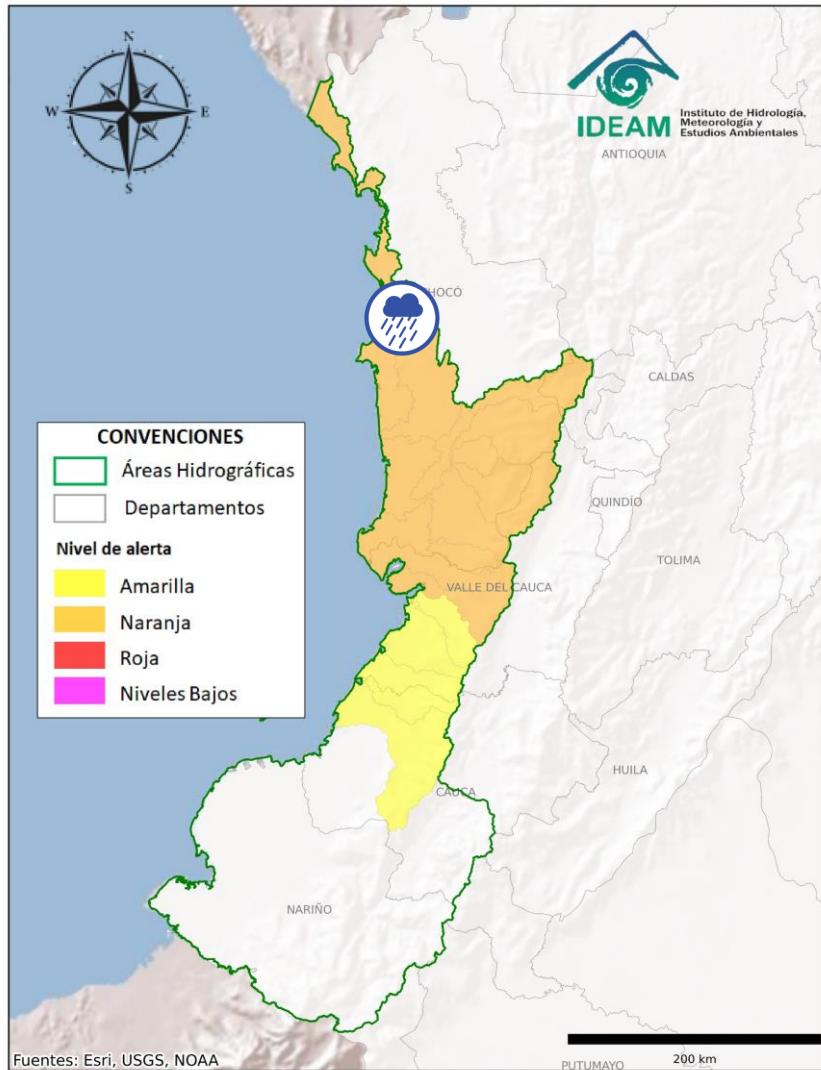 N
W
E
S
IDEAM
Instituto de Hidrología,
Meteorología y
Estudios Ambientales
ANTIOQUIA
HOCÓ
CALDAS
CONVENCIONES
Áreas Hidrográficas
Departamentos
Nivel de alerta
Amarilla
Naranja
Roja
Niveles Bajos
QUINDÍO
TOLIMA
VALLE DEL CAUCA
HUILA
CAUCA
NARIÑO
Fuentes: Esri, USGS, NOAA
200 km
PUTUMAYO